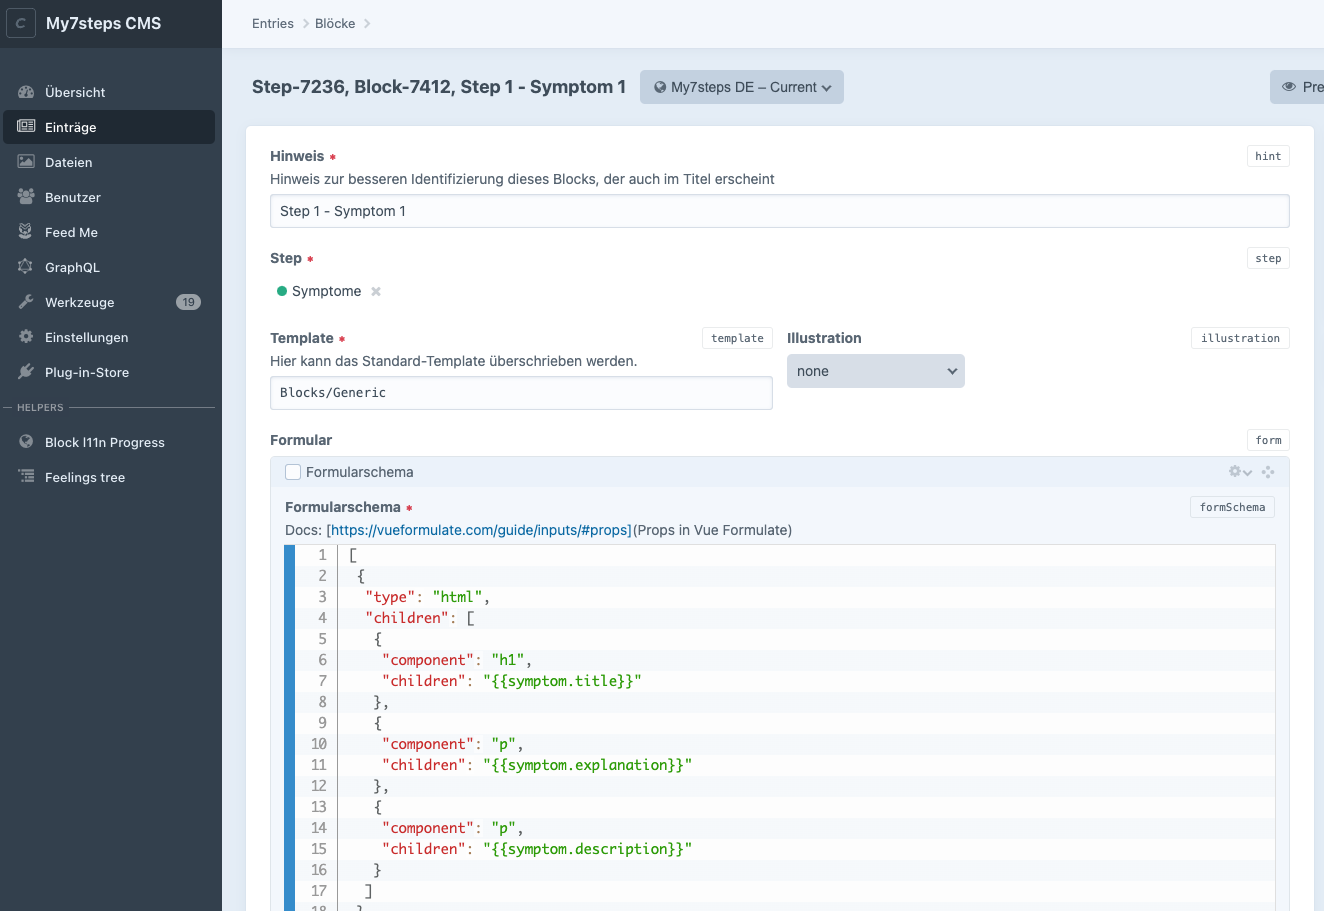 C My7steps CMS
Übersicht
Einträge
Dateien
Benutzer
Feed Me
GraphQL
Werkzeuge 19
Einstellungen
Plug-in-Store
HELPERS
Block l11n Progress
Feelings tree
Entries Blöcke
Step-7236, Block-7412, Step 1 - Symptom 1 My7steps DE – Current Pre
Hinweis * hint
Hinweis zur besseren Identifizierung dieses Blocks, der auch im Titel erscheint
Step 1 - Symptom 1
Step * step
Symptome ×
Template * template Illustration illustration
Hier kann das Standard-Template überschrieben werden.
none
Blocks/Generic
Formular form
Formularschema
Formularschema * formSchema
Docs: [https://vueformulate.com/guide/inputs/#props](Props in Vue Formulate)
1 [
2 {
3 "type": "html",
4 "children": [
5 {
6 "component": "h1",
7 "children": "{{symptom.title}}"
8 },
9 {
10 "component": "p",
11 "children": "{{symptom.explanation}}"
12 },
13 {
14 "component": "p",
15 "children": "{{symptom.description}}"
16 }
17 ]
18 }